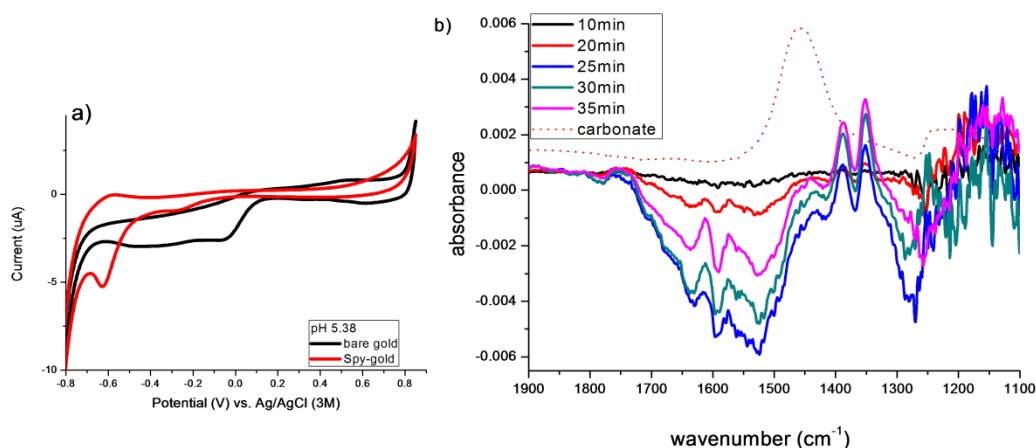 a)
Current (uA)
0
-5
-10
pH 5.38
bare gold
Spy-gold
-0.8 -0.6 -0.4 -0.2 0.0 0.2 0.4 0.6 0.8
Potential (V) vs. Ag/AgCl (3M)
b)
absorbance
0.006
0.004
0.002
0.000
-0.002
-0.004
-0.006
10min
20min
25min
30min
35min
carbonate
1900 1800 1700 1600 1500 1400 1300 1200 1100
wavenumber (cm⁻¹)